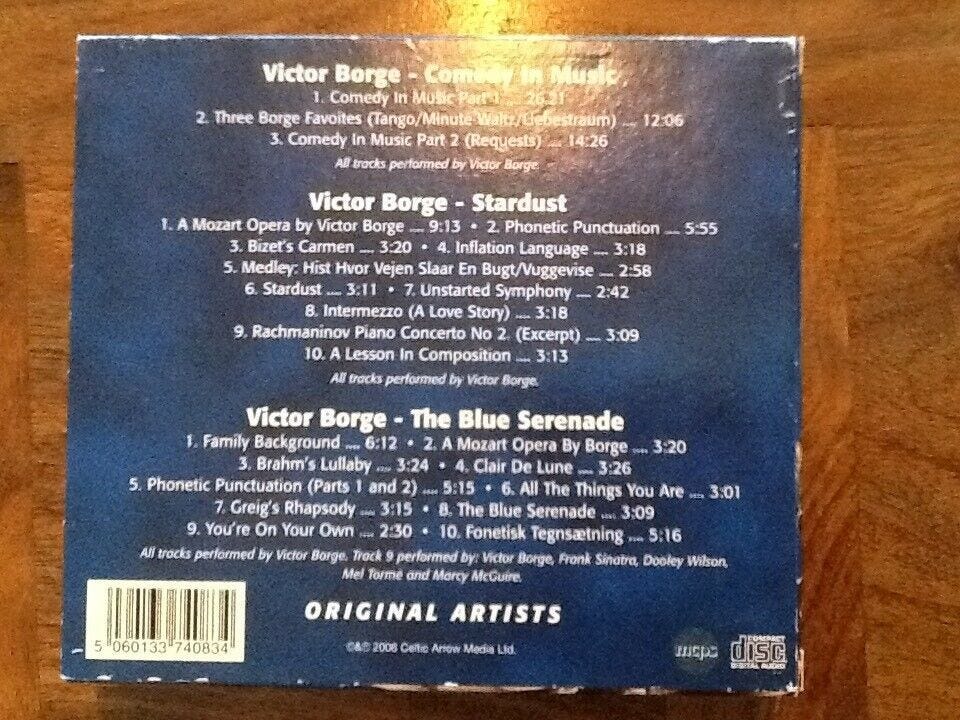 Victor Borge - Comedy In Music
1. Comedy In Music Part 1 .... 26:21
2. Three Borge Favoites (Tango/Minute Waltz/Liebestraum) .... 12:06
3. Comedy In Music Part 2 (Requests) .... 14:26
All tracks performed by Victor Borge.
Victor Borge - Stardust
1. A Mozart Opera by Victor Borge .... 9:13 • 2. Phonetic Punctuation .... 5:55
3. Bizet's Carmen .... 3:20 • 4. Inflation Language .... 3:18
5. Medley: Hist Hvor Vejen Slaar En Bugt/Vuggevise .... 2:58
6. Stardust .... 3:11 • 7. Unstarted Symphony .... 2:42
8. Intermezzo (A Love Story) .... 3:18
9. Rachmaninov Piano Concerto No 2. (Excerpt) .... 3:09
10. A Lesson In Composition .... 3:13
All tracks performed by Victor Borge.
Victor Borge - The Blue Serenade
1. Family Background .... 6:12 • 2. A Mozart Opera By Borge .... 3:20
3. Brahm's Lullaby .... 3:24 • 4. Clair De Lune .... 3:26
5. Phonetic Punctuation (Parts 1 and 2) .... 5:15 • 6. All The Things You Are .... 3:01
7. Greig's Rhapsody .... 3:15 • 8. The Blue Serenade .... 3:09
9. You're On Your Own .... 2:30 • 10. Fonetisk Tegnsætning .... 5:16
All tracks performed by Victor Borge. Track 9 performed by: Victor Borge, Frank Sinatra, Dooley Wilson,
Mel Tormé and Marcy McGuire.
ORIGINAL ARTISTS
5 060133 740834
©&℗ 2008 Celtic Arrow Media Ltd.
mcps
COMPACT
disc
DIGITAL AUDIO